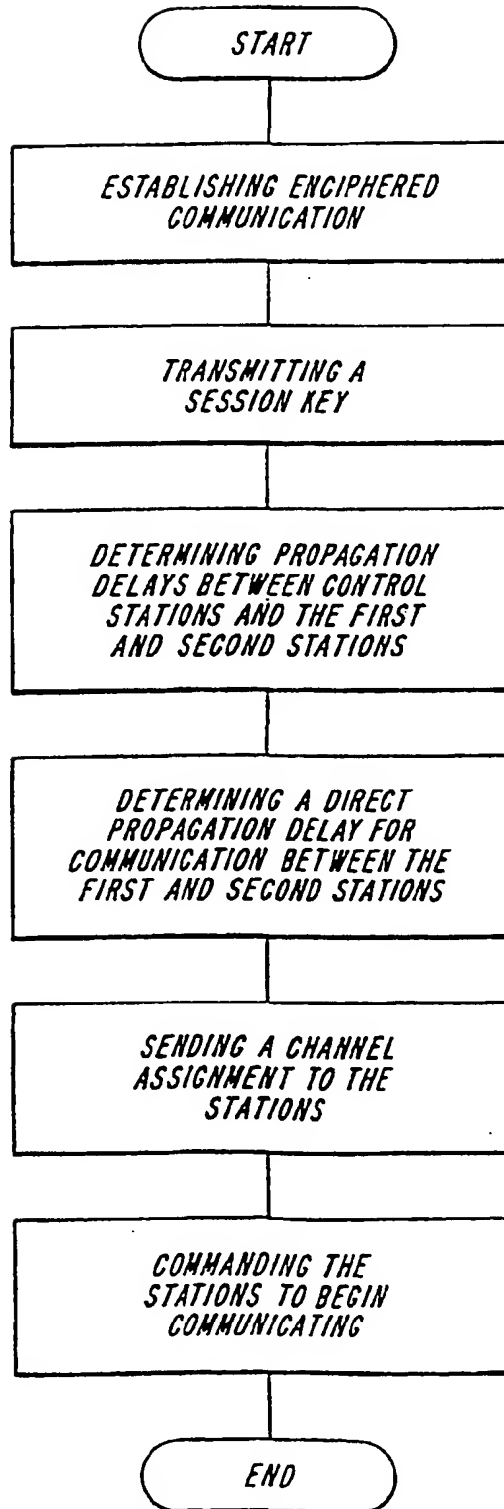 START
ESTABLISHING ENCIPHERED
COMMUNICATION
TRANSMITTING A
SESSION KEY
DETERMINING PROPAGATION
DELAYS BETWEEN CONTROL
STATIONS AND THE FIRST
AND SECOND STATIONS
DETERMINING A DIRECT
PROPAGATION DELAY FOR
COMMUNICATION BETWEEN THE
FIRST AND SECOND STATIONS
SENDING A CHANNEL
ASSIGNMENT TO THE
STATIONS
COMMANDING THE
STATIONS TO BEGIN
COMMUNICATING
END